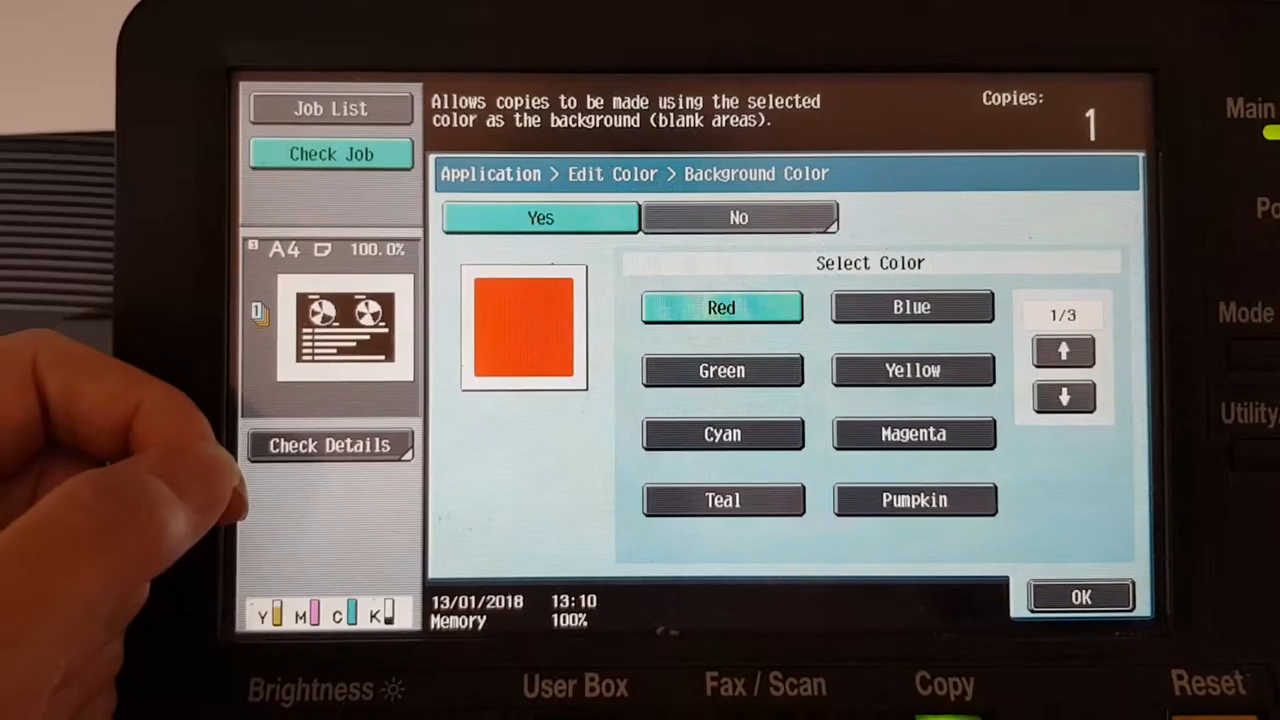 Job List
Check Job
A4 100.0%
1
Check Details
Y M C K
Allows copies to be made using the selected
color as the background (blank areas).
Copies:
1
Application > Edit Color > Background Color
Yes
No
Select Color
Red
Blue
Green
Yellow
Cyan
Magenta
Teal
Pumpkin
1/3
OK
13/01/2018 13:10
Memory 100%
Main
Mode
Utility
Brightness
User Box
Fax / Scan
Copy
Reset